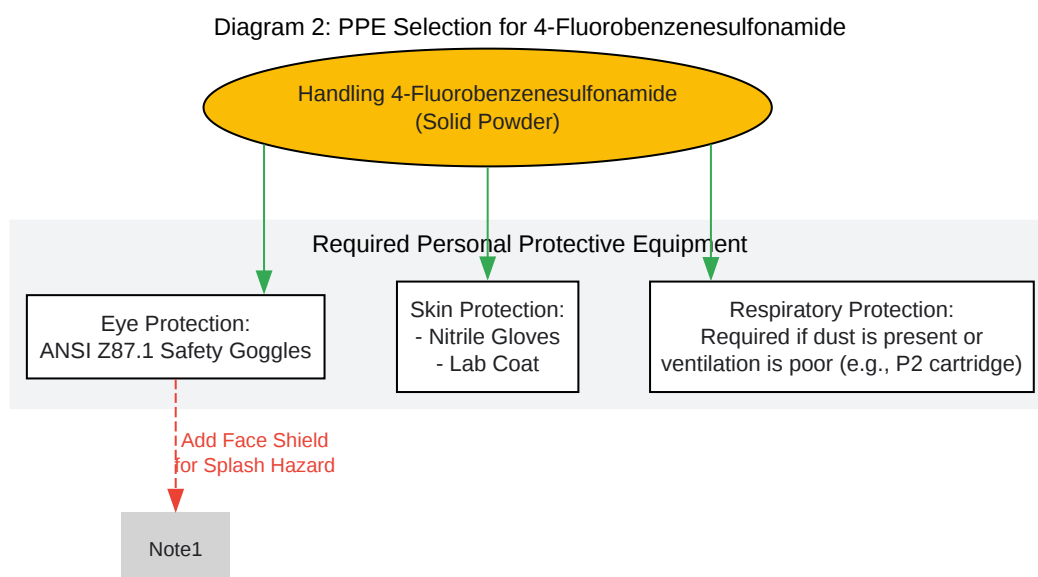 Diagram 2: PPE Selection for 4-Fluorobenzenesulfonamide
Handling 4-Fluorobenzenesulfonamide
(Solid Powder)
Required Personal Protective Equipment
Eye Protection:
ANSI Z87.1 Safety Goggles
Skin Protection:
- Nitrile Gloves
- Lab Coat
Respiratory Protection:
Required if dust is present or
ventilation is poor (e.g., P2 cartridge)
Add Face Shield
for Splash Hazard
Note1